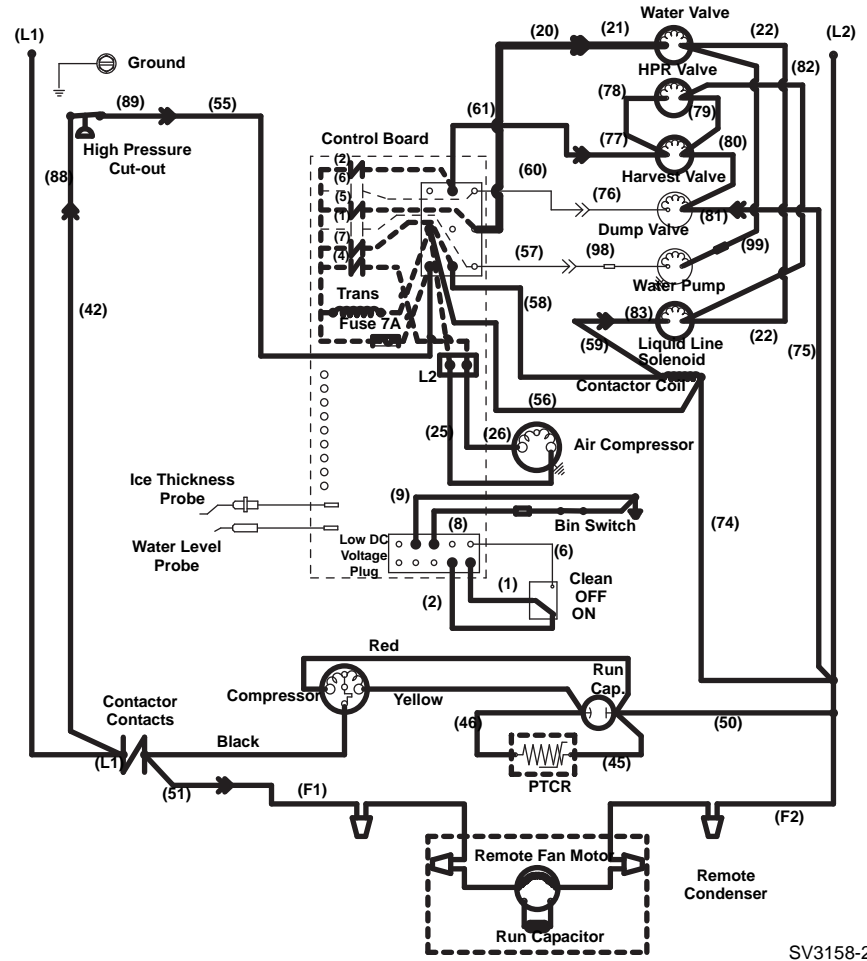 (L1)
Water Valve
(20)
(21)
(22)
(L2)
Ground
HPR Valve
(82)
(89)
(55)
(61)
(78)
(79)
Control Board
(77)
(80)
High Pressure
Cut-out
(2)
(6)
(60)
Harvest Valve
(88)
(5)
(76)
(1)
Dump Valve
(81)
(7)
(57)
(98)
(99)
(4)
Water Pump
Trans
(58)
(42)
Fuse 7A
(83)
(22)
(59)
Liquid Line
Solenoid
(75)
L2
Contactor Coil
(56)
(25)
(26)
Air Compressor
Ice Thickness
Probe
(9)
(74)
Water Level
Probe
Low DC
Voltage
Plug
(8)
Bin Switch
(6)
(1)
(2)
Clean
OFF
ON
Red
Run
Cap.
Compressor
Yellow
Contactor
Contacts
(46)
(50)
Black
(L1)
(45)
(51)
PTCR
(F1)
(F2)
Remote Fan Motor
Remote
Condenser
Run Capacitor
SV3158-2